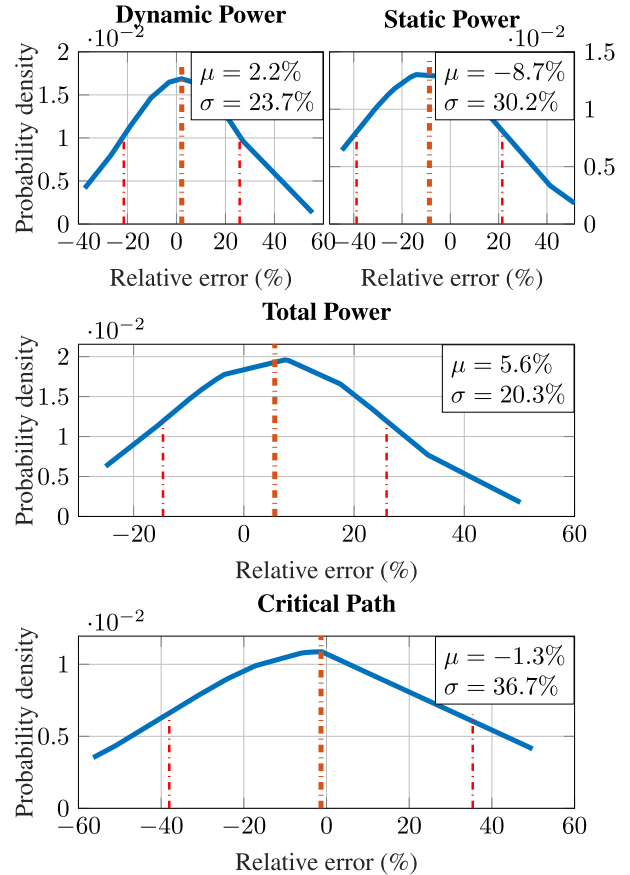 Dynamic Power
Static Power
·10−2
·10−2
Probability density
2
1.5
1
0.5
0
μ = 2.2%
σ = 23.7%
−40 −20 0 20 40 60
Relative error (%)
μ = −8.7%
σ = 30.2%
1.5
1
0.5
0
−40 −20 0 20 40
Relative error (%)
Total Power
·10−2
Probability density
2
1.5
1
0.5
0
μ = 5.6%
σ = 20.3%
−20 0 20 40 60
Relative error (%)
Critical Path
·10−2
Probability density
1
0.5
0
μ = −1.3%
σ = 36.7%
−60 −40 −20 0 20 40 60
Relative error (%)